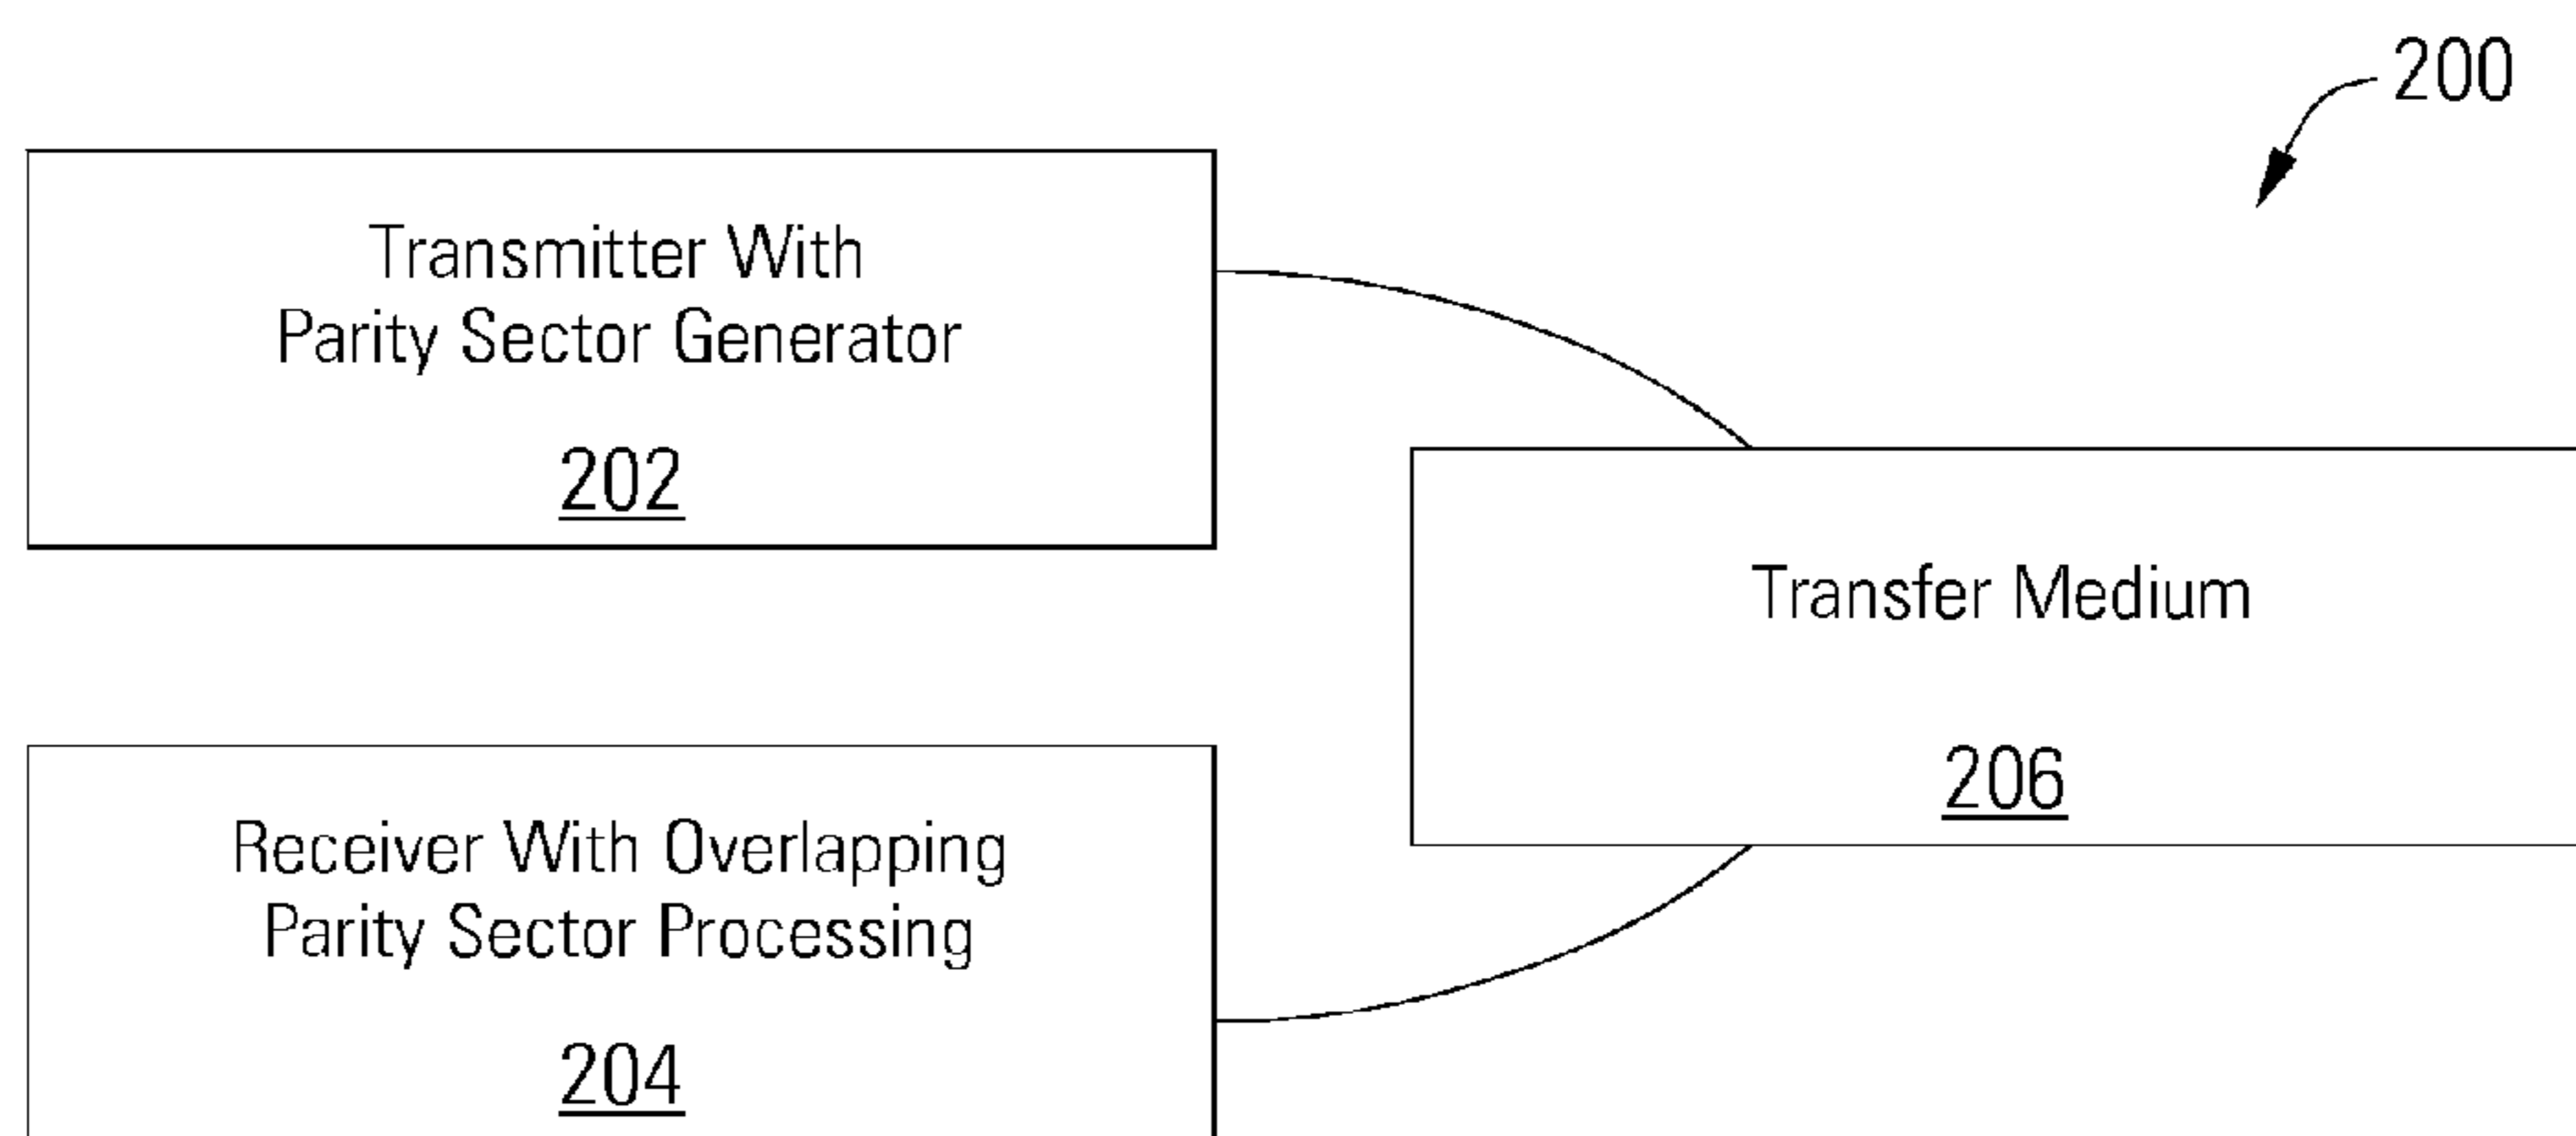 200
Transmitter With
Parity Sector Generator
202
Transfer Medium
206
Receiver With Overlapping
Parity Sector Processing
204